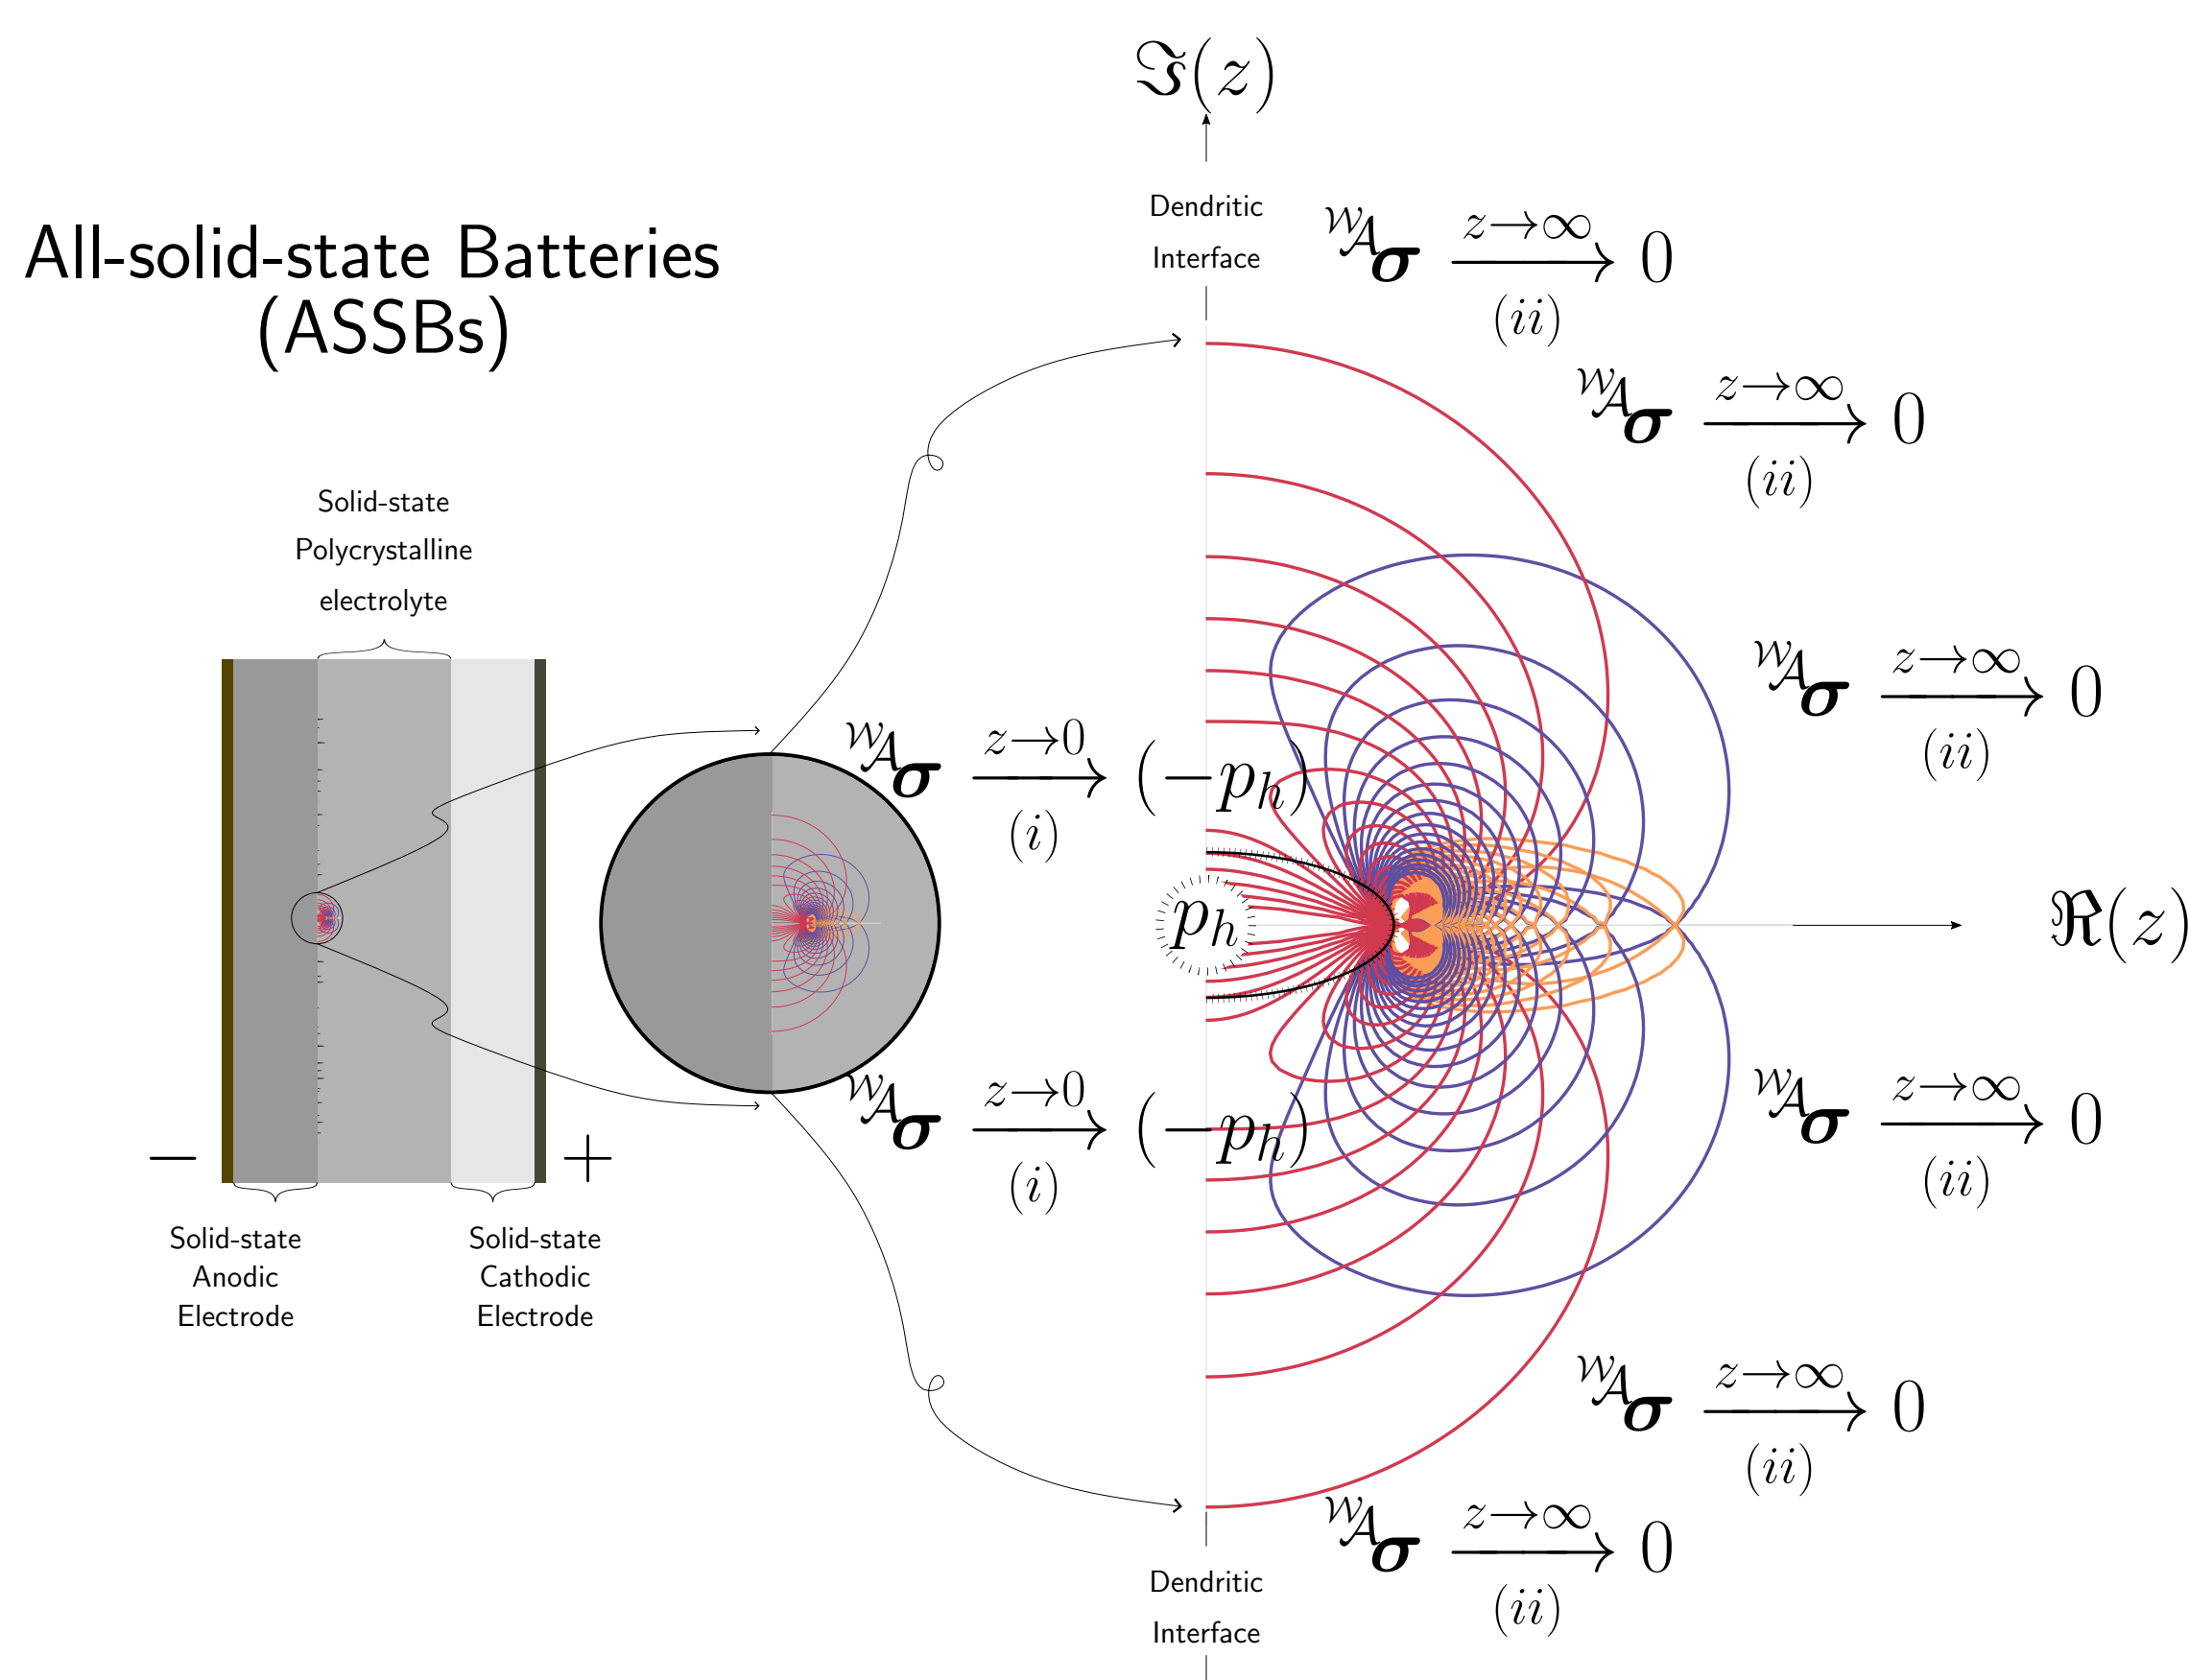 ℑ(z)
Dendritic
Interface
All-solid-state Batteries
(ASSBs)
𝒲𝒜σ z→∞ 0
(ii)
𝒲𝒜σ z→∞ 0
(ii)
Solid-state
Polycrystalline
electrolyte
𝒲𝒜σ z→∞ 0
(ii)
𝒲𝒜σ z→0 (−pₕ)
(i)
pₕ
ℜ(z)
𝒲𝒜σ z→0 (−pₕ)
(i)
𝒲𝒜σ z→∞ 0
(ii)
− +
Solid-state
Anodic
Electrode
Solid-state
Cathodic
Electrode
𝒲𝒜σ z→∞ 0
(ii)
𝒲𝒜σ z→∞ 0
(ii)
Dendritic
Interface